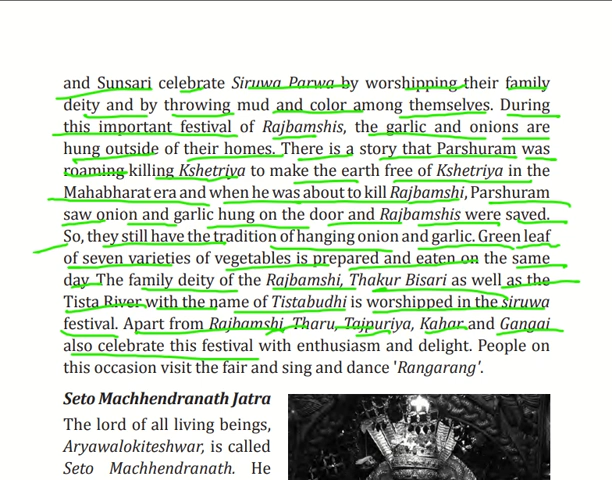 and Sunsari celebrate Siruwa Parwa by worshipping their family
deity and by throwing mud and color among themselves. During
this important festival of Rajbamshis, the garlic and onions are
hung outside of their homes. There is a story that Parshuram was
roaming killing Kshetriya to make the earth free of Kshetriya in the
Mahabharat era and when he was about to kill Rajbamshi, Parshuram
saw onion and garlic hung on the door and Rajbamshis were saved.
So, they still have the tradition of hanging onion and garlic. Green leaf
of seven varieties of vegetables is prepared and eaten on the same
day. The family deity of the Rajbamshi, Thakur Bisari as well as the
Tista River with the name of Tistabudhi is worshipped in the siruwa
festival. Apart from Rajbamshi, Tharu, Tajpuriya, Kahar and Gangai
also celebrate this festival with enthusiasm and delight. People on
this occasion visit the fair and sing and dance 'Rangarang'.
Seto Machhendranath Jatra
The lord of all living beings,
Aryawalokiteshwar, is called
Seto Machhendranath. He